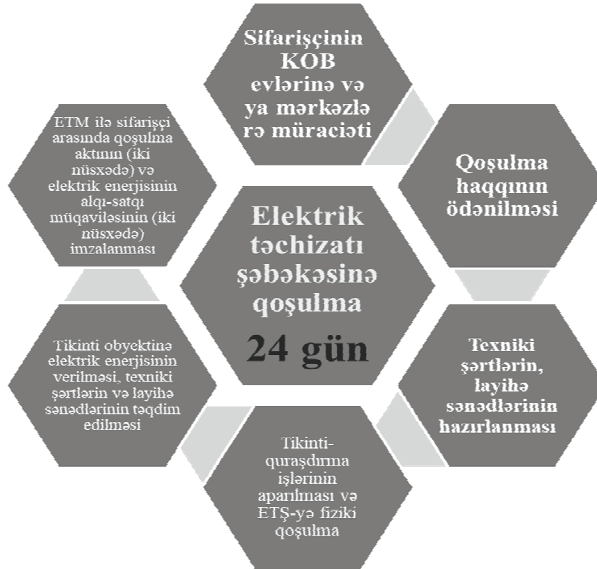 Sifarişçinin
KOB
evlərinə və
ya mərkəzlə
rə müraciəti
Qoşulma
haqqının
ödənilməsi
Texniki
şərtlərin,
layihə
sənədlərinin
hazırlanması
Tikinti-
quraşdırma
işlərinin
aparılması və
ETŞ-yə fiziki
qoşulma
Tikinti obyektinə
elektrik enerjisinin
verilməsi, texniki
şərtlərin və layihə
sənədlərinin təqdim
edilməsi
ETM ilə sifarişçi
arasında qoşulma
aktının (iki
nüsxədə) və
elektrik enerjisinin
alqı-satqı
müqaviləsinin (iki
nüsxədə)
imzalanması
Elektrik
təchizatı
şəbəkəsinə
qoşulma
24 gün